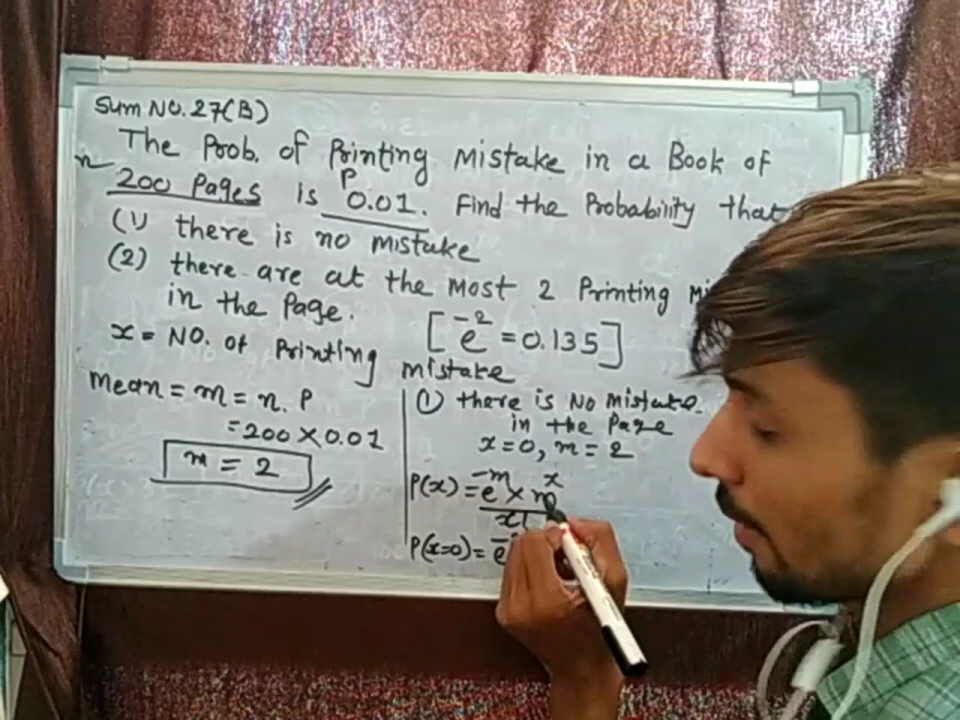 Sum NO. 27(B)
The Prob. of Printing Mistake in a Book of
n
200 Pages is P 0.01. Find the Probability that
(1) there is no mistake
(2) there are at the most 2 Printing Mi
in the Page.
[e^-2 = 0.135]
x = NO. of Printing mistake
Mean = m = n. P
= 200 × 0.01
m = 2
(1) there is No Mistake.
in the Page
x=0, m = 2
P(x) = e^-m × m^x
x!
P(x=0) = e^-